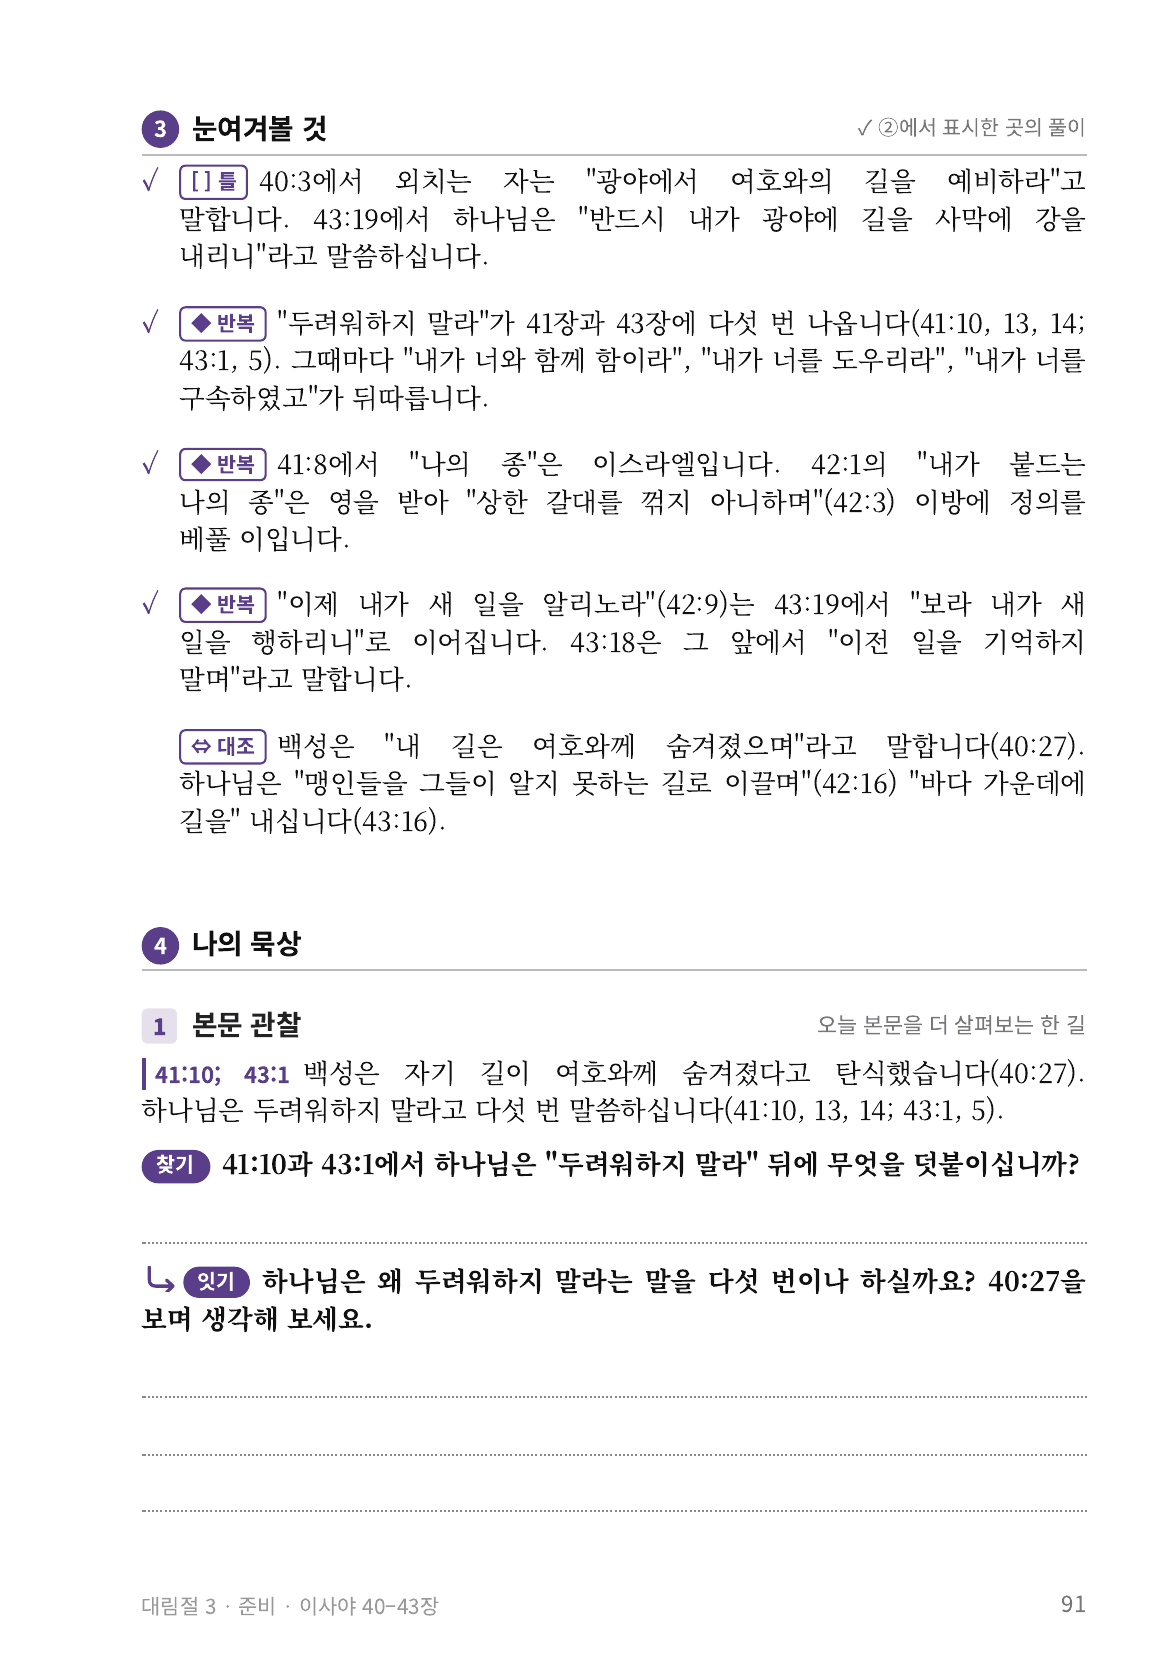 3 눈여겨볼 것
✓ ②에서 표시한 곳의 풀이
✓ [ ] 틀 40:3에서 외치는 자는 "광야에서 여호와의 길을 예비하라"고
말합니다. 43:19에서 하나님은 "반드시 내가 광야에 길을 사막에 강을
내리니"라고 말씀하십니다.
✓ ◆ 반복 "두려워하지 말라"가 41장과 43장에 다섯 번 나옵니다(41:10, 13, 14;
43:1, 5). 그때마다 "내가 너와 함께 함이라", "내가 너를 도우리라", "내가 너를
구속하였고"가 뒤따릅니다.
✓ ◆ 반복 41:8에서 "나의 종"은 이스라엘입니다. 42:1의 "내가 붙드는
나의 종"은 영을 받아 "상한 갈대를 꺾지 아니하며"(42:3) 이방에 정의를
베풀 이입니다.
✓ ◆ 반복 "이제 내가 새 일을 알리노라"(42:9)는 43:19에서 "보라 내가 새
일을 행하리니"로 이어집니다. 43:18은 그 앞에서 "이전 일을 기억하지
말며"라고 말합니다.
⇔ 대조 백성은 "내 길은 여호와께 숨겨졌으며"라고 말합니다(40:27).
하나님은 "맹인들을 그들이 알지 못하는 길로 이끌며"(42:16) "바다 가운데에
길을" 내십니다(43:16).
4 나의 묵상
1 본문 관찰
오늘 본문을 더 살펴보는 한 길
41:10; 43:1 백성은 자기 길이 여호와께 숨겨졌다고 탄식했습니다(40:27).
하나님은 두려워하지 말라고 다섯 번 말씀하십니다(41:10, 13, 14; 43:1, 5).
찾기 41:10과 43:1에서 하나님은 "두려워하지 말라" 뒤에 무엇을 덧붙이십니까?
잇기 하나님은 왜 두려워하지 말라는 말을 다섯 번이나 하실까요? 40:27을
보며 생각해 보세요.
대림절 3 · 준비 · 이사야 40–43장
91